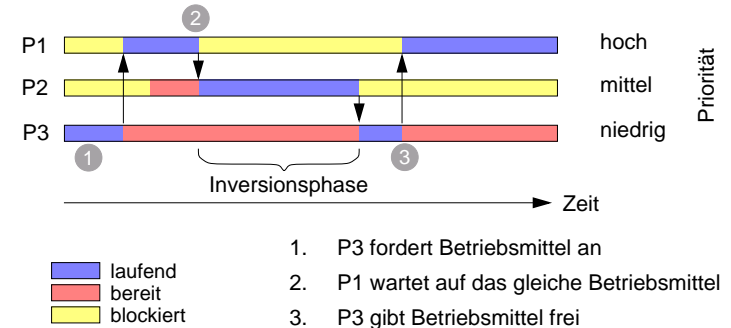 2
P1 hoch
P2 mittel
P3 niedrig
Priorität
1 3
Inversionsphase
Zeit
laufend
bereit
blockiert
1. P3 fordert Betriebsmittel an
2. P1 wartet auf das gleiche Betriebsmittel
3. P3 gibt Betriebsmittel frei